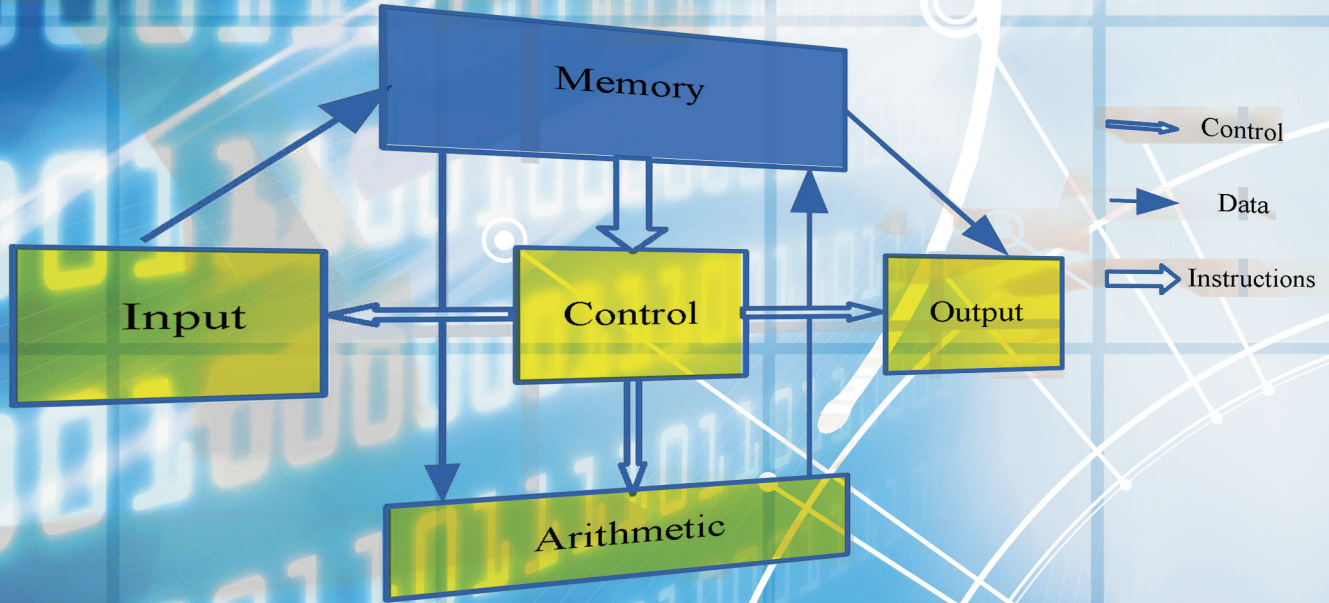 Memory
Control
Data
Instructions
Input
Control
Output
Arithmetic